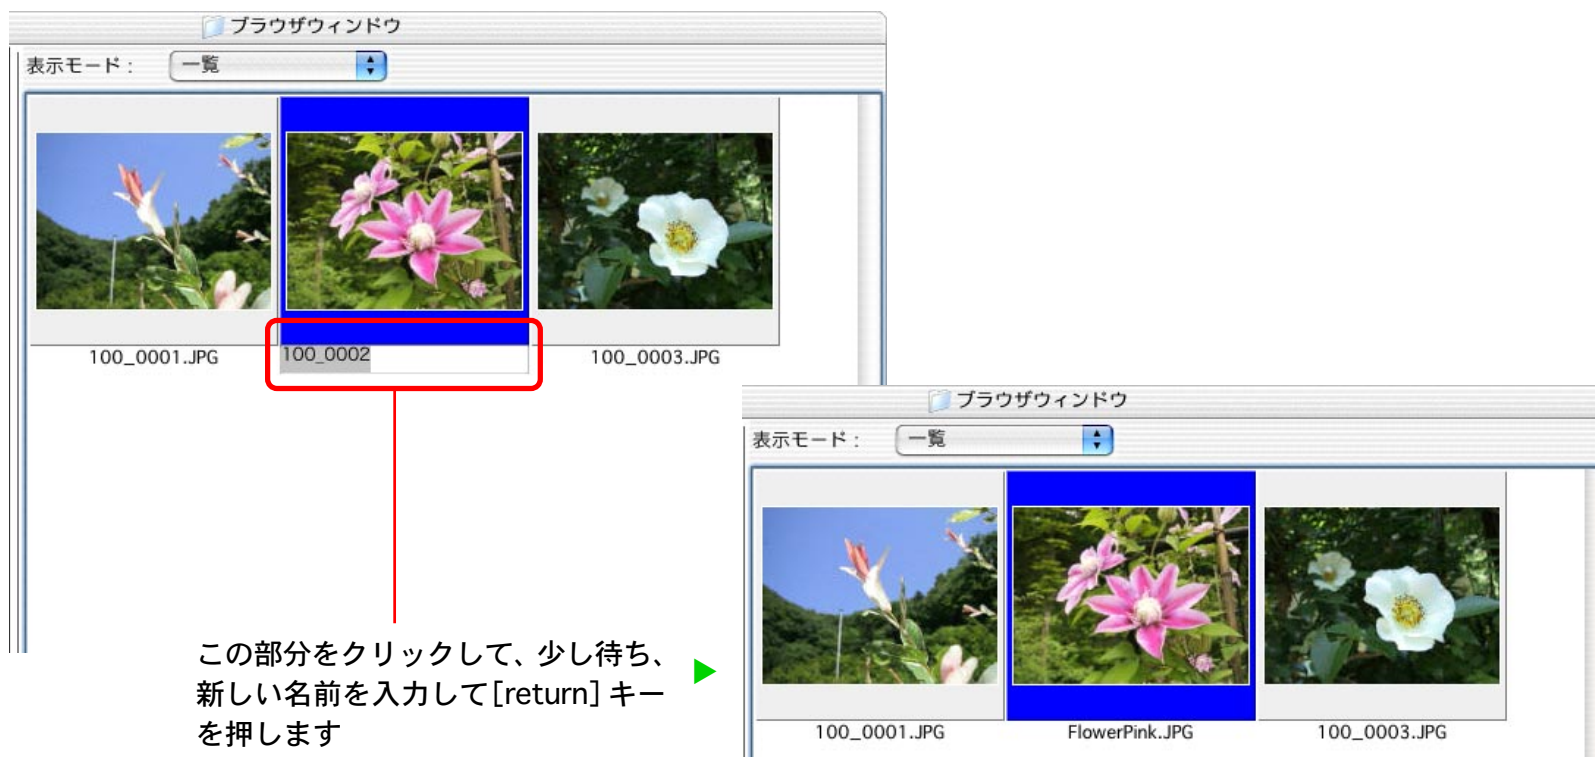 ブラウザウィンドウ
表示モード： 一覧
100_0001.JPG 100_0002 100_0003.JPG
この部分をクリックして、少し待ち、
新しい名前を入力して［return］キー
を押します
ブラウザウィンドウ
表示モード： 一覧
100_0001.JPG FlowerPink.JPG 100_0003.JPG